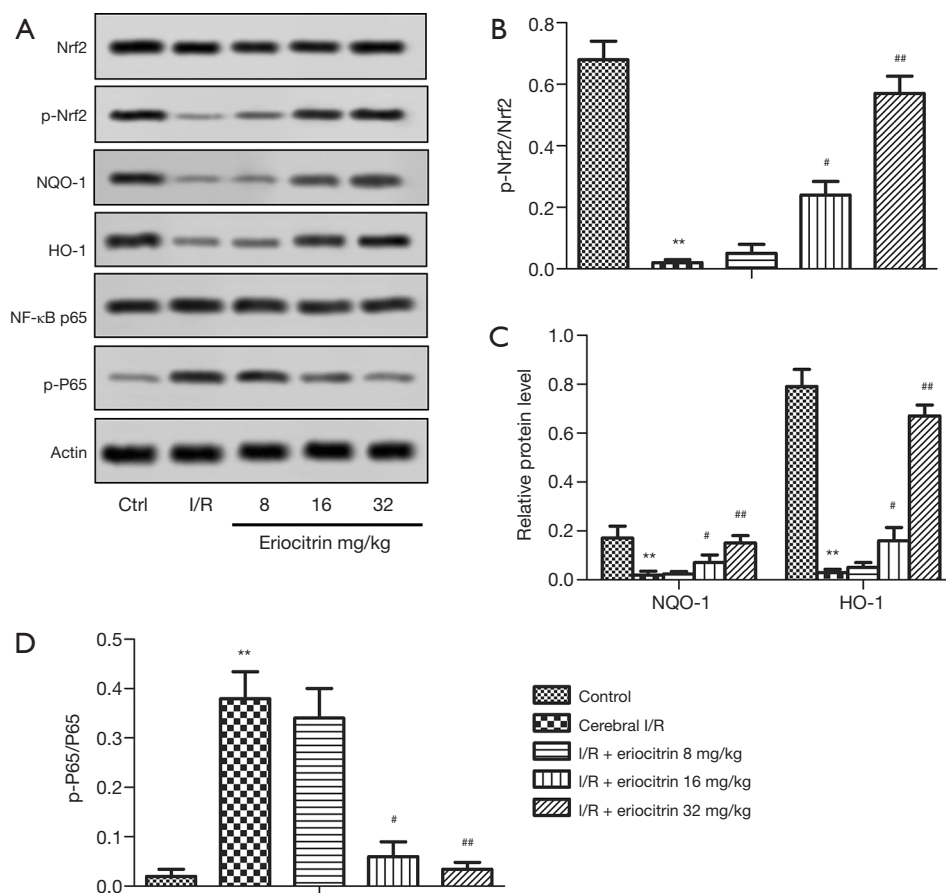 A
Nrf2
p-Nrf2
NQO-1
HO-1
NF-κB p65
p-P65
Actin
Ctrl I/R 8 16 32
Eriocitrin mg/kg
B
p-Nrf2/Nrf2
0.8
0.6
0.4
0.2
0.0
**
#
##
C
Relative protein level
1.0
0.8
0.6
0.4
0.2
0.0
**
#
##
**
#
##
NQO-1 HO-1
D
p-P65/P65
0.5
0.4
0.3
0.2
0.1
0.0
**
#
##
Control
Cerebral I/R
I/R + eriocitrin 8 mg/kg
I/R + eriocitrin 16 mg/kg
I/R + eriocitrin 32 mg/kg